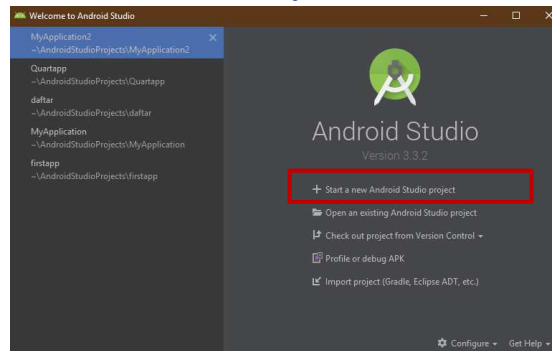 Welcome to Android Studio
MyApplication2
~\AndroidStudioProjects\MyApplication2
Quartapp
~\AndroidStudioProjects\Quartapp
daftar
~\AndroidStudioProjects\daftar
MyApplication
~\AndroidStudioProjects\MyApplication
firstapp
~\AndroidStudioProjects\firstapp
Android Studio
Version 3.3.2
Start a new Android Studio project
Open an existing Android Studio project
Check out project from Version Control
Profile or debug APK
Import project (Gradle, Eclipse ADT, etc.)
Configure Get Help